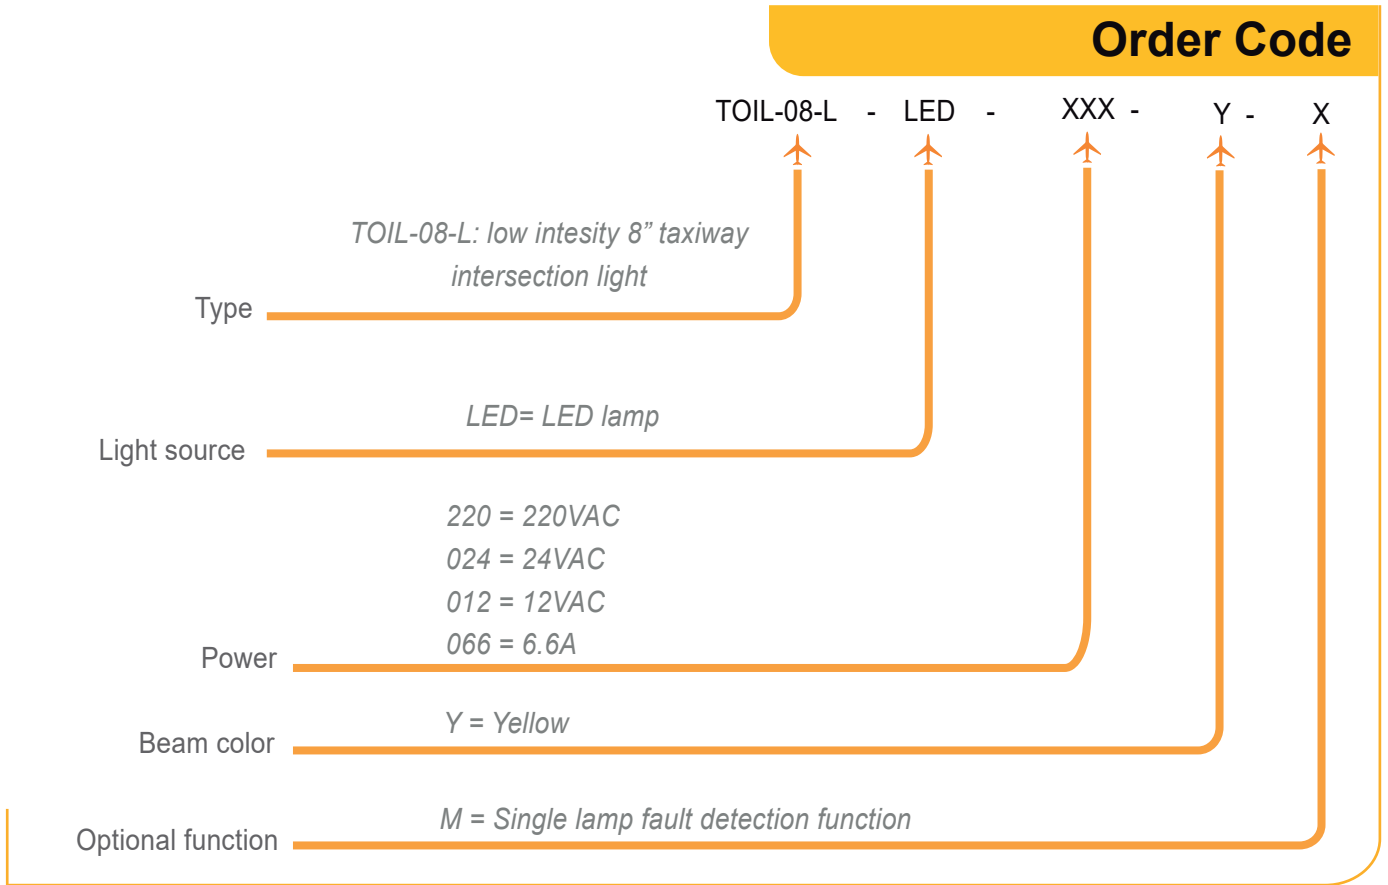 Order Code
TOIL-08-L - LED - XXX - Y - X
TOIL-08-L: low intesity 8” taxiway
intersection light
Type
LED= LED lamp
Light source
220 = 220VAC
024 = 24VAC
012 = 12VAC
066 = 6.6A
Power
Y = Yellow
Beam color
M = Single lamp fault detection function
Optional function